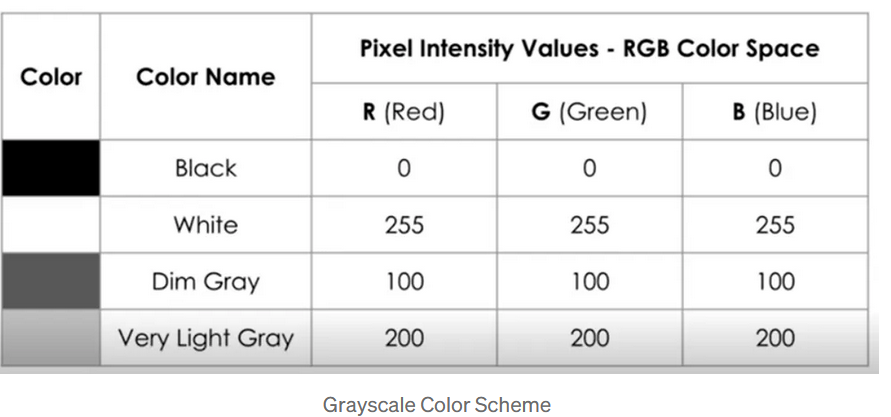 Pixel Intensity Values - RGB Color Space
Color Color Name
R (Red) G (Green) B (Blue)
Black 0 0 0
White 255 255 255
Dim Gray 100 100 100
Very Light Gray 200 200 200
Grayscale Color Scheme